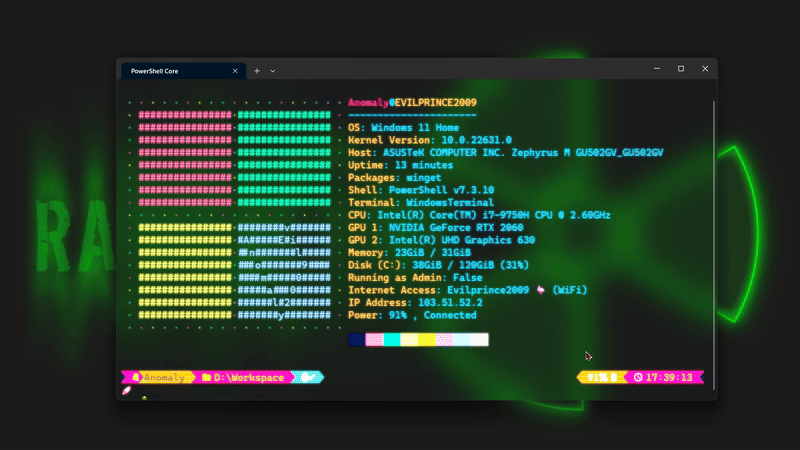 PowerShell Core
Anomaly@EVILPRINCE2009
-----------------------
OS: Windows 11 Home
Kernel Version: 10.0.22631.0
Host: ASUSTeK COMPUTER INC. Zephyrus M GU502GV_GU502GV
Uptime: 13 minutes
Packages: winget
Shell: PowerShell v7.3.10
Terminal: WindowsTerminal
CPU: Intel(R) Core(TM) i7-9750H CPU @ 2.60GHz
GPU 1: NVIDIA GeForce RTX 2060
GPU 2: Intel(R) UHD Graphics 630
Memory: 23GiB / 31GiB
Disk (C:): 38GiB / 120GiB (31%)
Running as Admin: False
Internet Access: Evilprince2009 (WiFi)
IP Address: 103.51.52.2
Power: 91% , Connected
Anomaly D:\Workspace
91% 17:39:13
RA